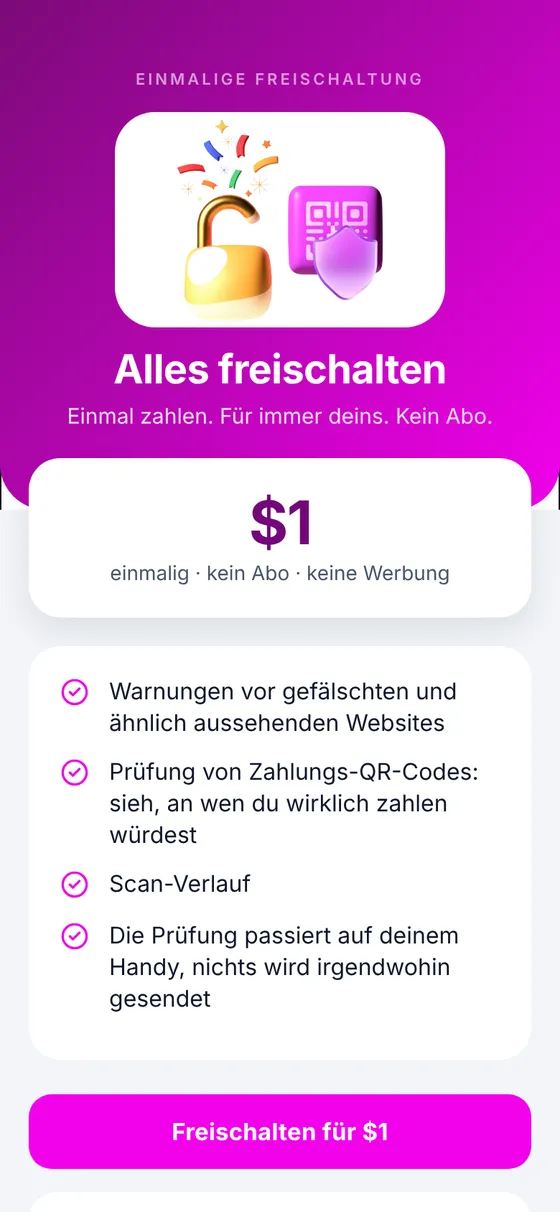 EINMALIGE FREISCHALTUNG
Alles freischalten
Einmal zahlen. Für immer deins. Kein Abo.
$1
einmalig · kein Abo · keine Werbung
Warnungen vor gefälschten und
ähnlich aussehenden Websites
Prüfung von Zahlungs-QR-Codes:
sieh, an wen du wirklich zahlen
würdest
Scan-Verlauf
Die Prüfung passiert auf deinem
Handy, nichts wird irgendwohin
gesendet
Freischalten für $1